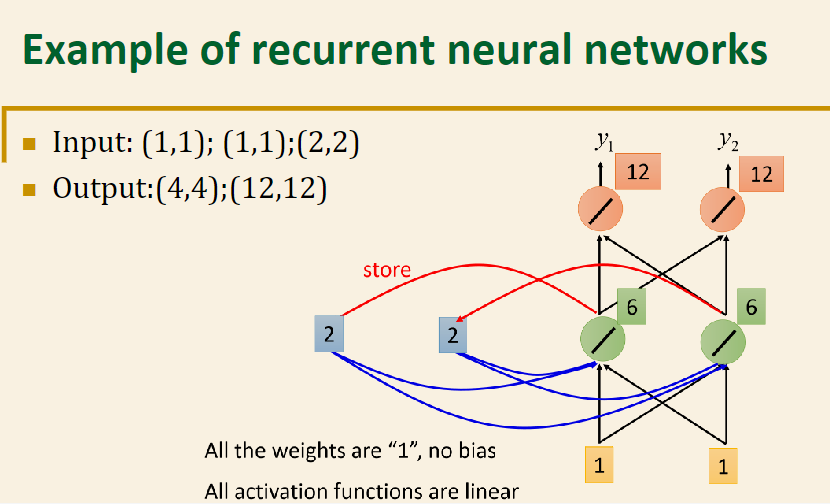 Example of recurrent neural networks
Input: (1,1); (1,1);(2,2)
Output:(4,4);(12,12)
y₁ y₂
12 12
store
6 6
2 2
All the weights are “1”, no bias
1 1
All activation functions are linear